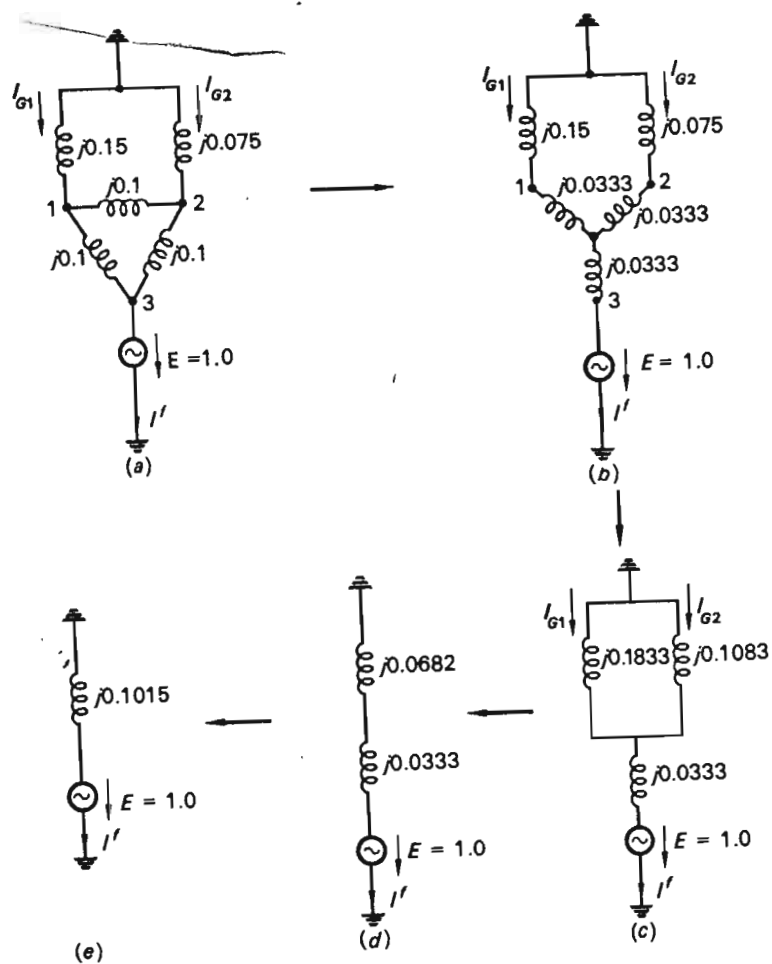 I_G1
I_G2
j0.15
j0.075
j0.1
1
2
j0.1
j0.1
3
E = 1.0
I^f
(a)
I_G1
I_G2
j0.15
j0.075
1
2
j0.0333
j0.0333
j0.0333
3
E = 1.0
I^f
(b)
I_G1
I_G2
j0.1833
j0.1083
j0.0333
E = 1.0
I^f
(c)
j0.0682
j0.0333
E = 1.0
I^f
(d)
j0.1015
E = 1.0
I^f
(e)